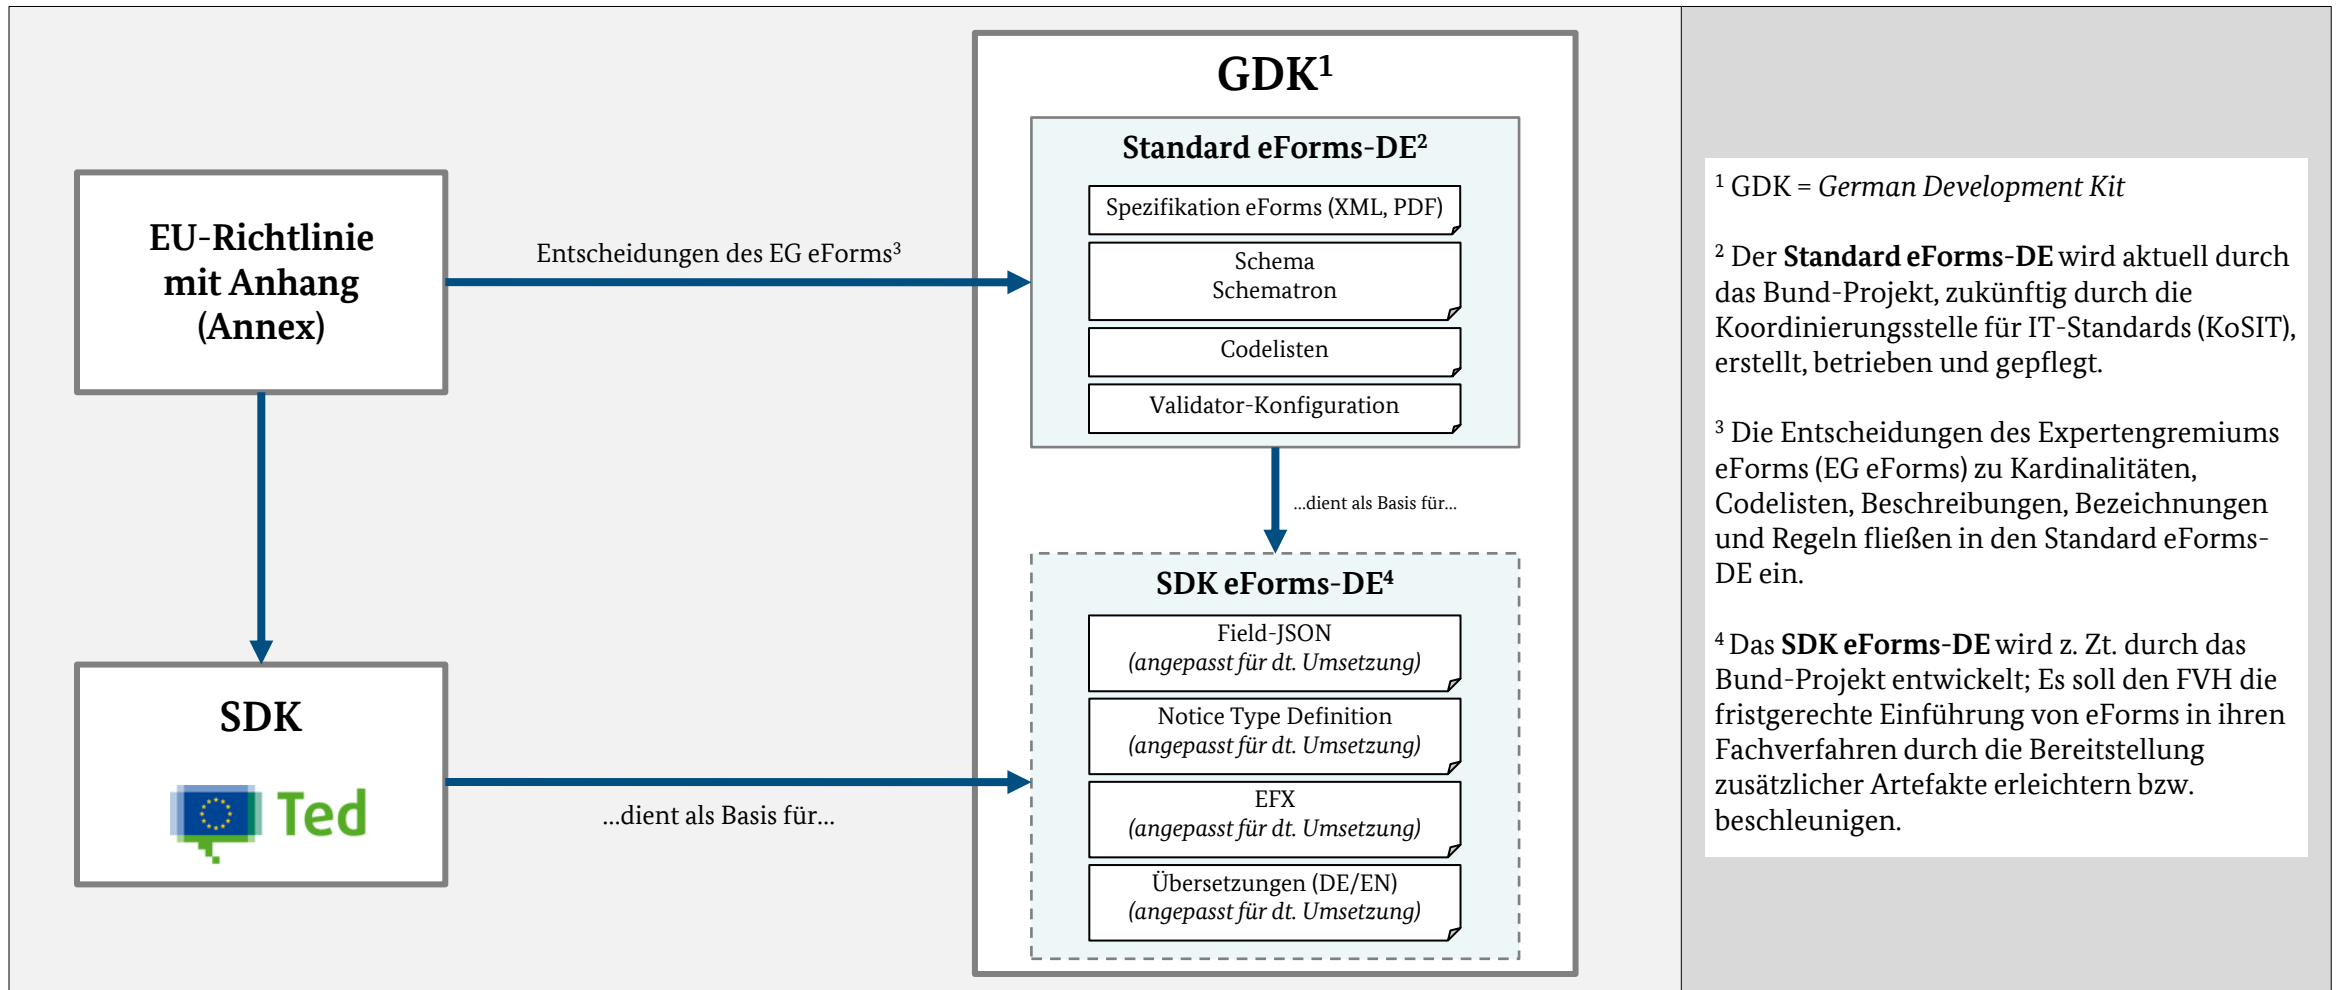 EU-Richtlinie
mit Anhang
(Annex)
Entscheidungen des EG eForms³
SDK
Ted
...dient als Basis für...
GDK¹
Standard eForms-DE²
Spezifikation eForms (XML, PDF)
Schema
Schematron
Codelisten
Validator-Konfiguration
...dient als Basis für...
SDK eForms-DE⁴
Field-JSON
(angepasst für dt. Umsetzung)
Notice Type Definition
(angepasst für dt. Umsetzung)
EFX
(angepasst für dt. Umsetzung)
Übersetzungen (DE/EN)
(angepasst für dt. Umsetzung)
¹ GDK = German Development Kit
² Der Standard eForms-DE wird aktuell durch
das Bund-Projekt, zukünftig durch die
Koordinierungsstelle für IT-Standards (KoSIT),
erstellt, betrieben und gepflegt.
³ Die Entscheidungen des Expertengremiums
eForms (EG eForms) zu Kardinalitäten,
Codelisten, Beschreibungen, Bezeichnungen
und Regeln fließen in den Standard eForms-
DE ein.
⁴ Das SDK eForms-DE wird z. Zt. durch das
Bund-Projekt entwickelt; Es soll den FVH die
fristgerechte Einführung von eForms in ihren
Fachverfahren durch die Bereitstellung
zusätzlicher Artefakte erleichtern bzw.
beschleunigen.